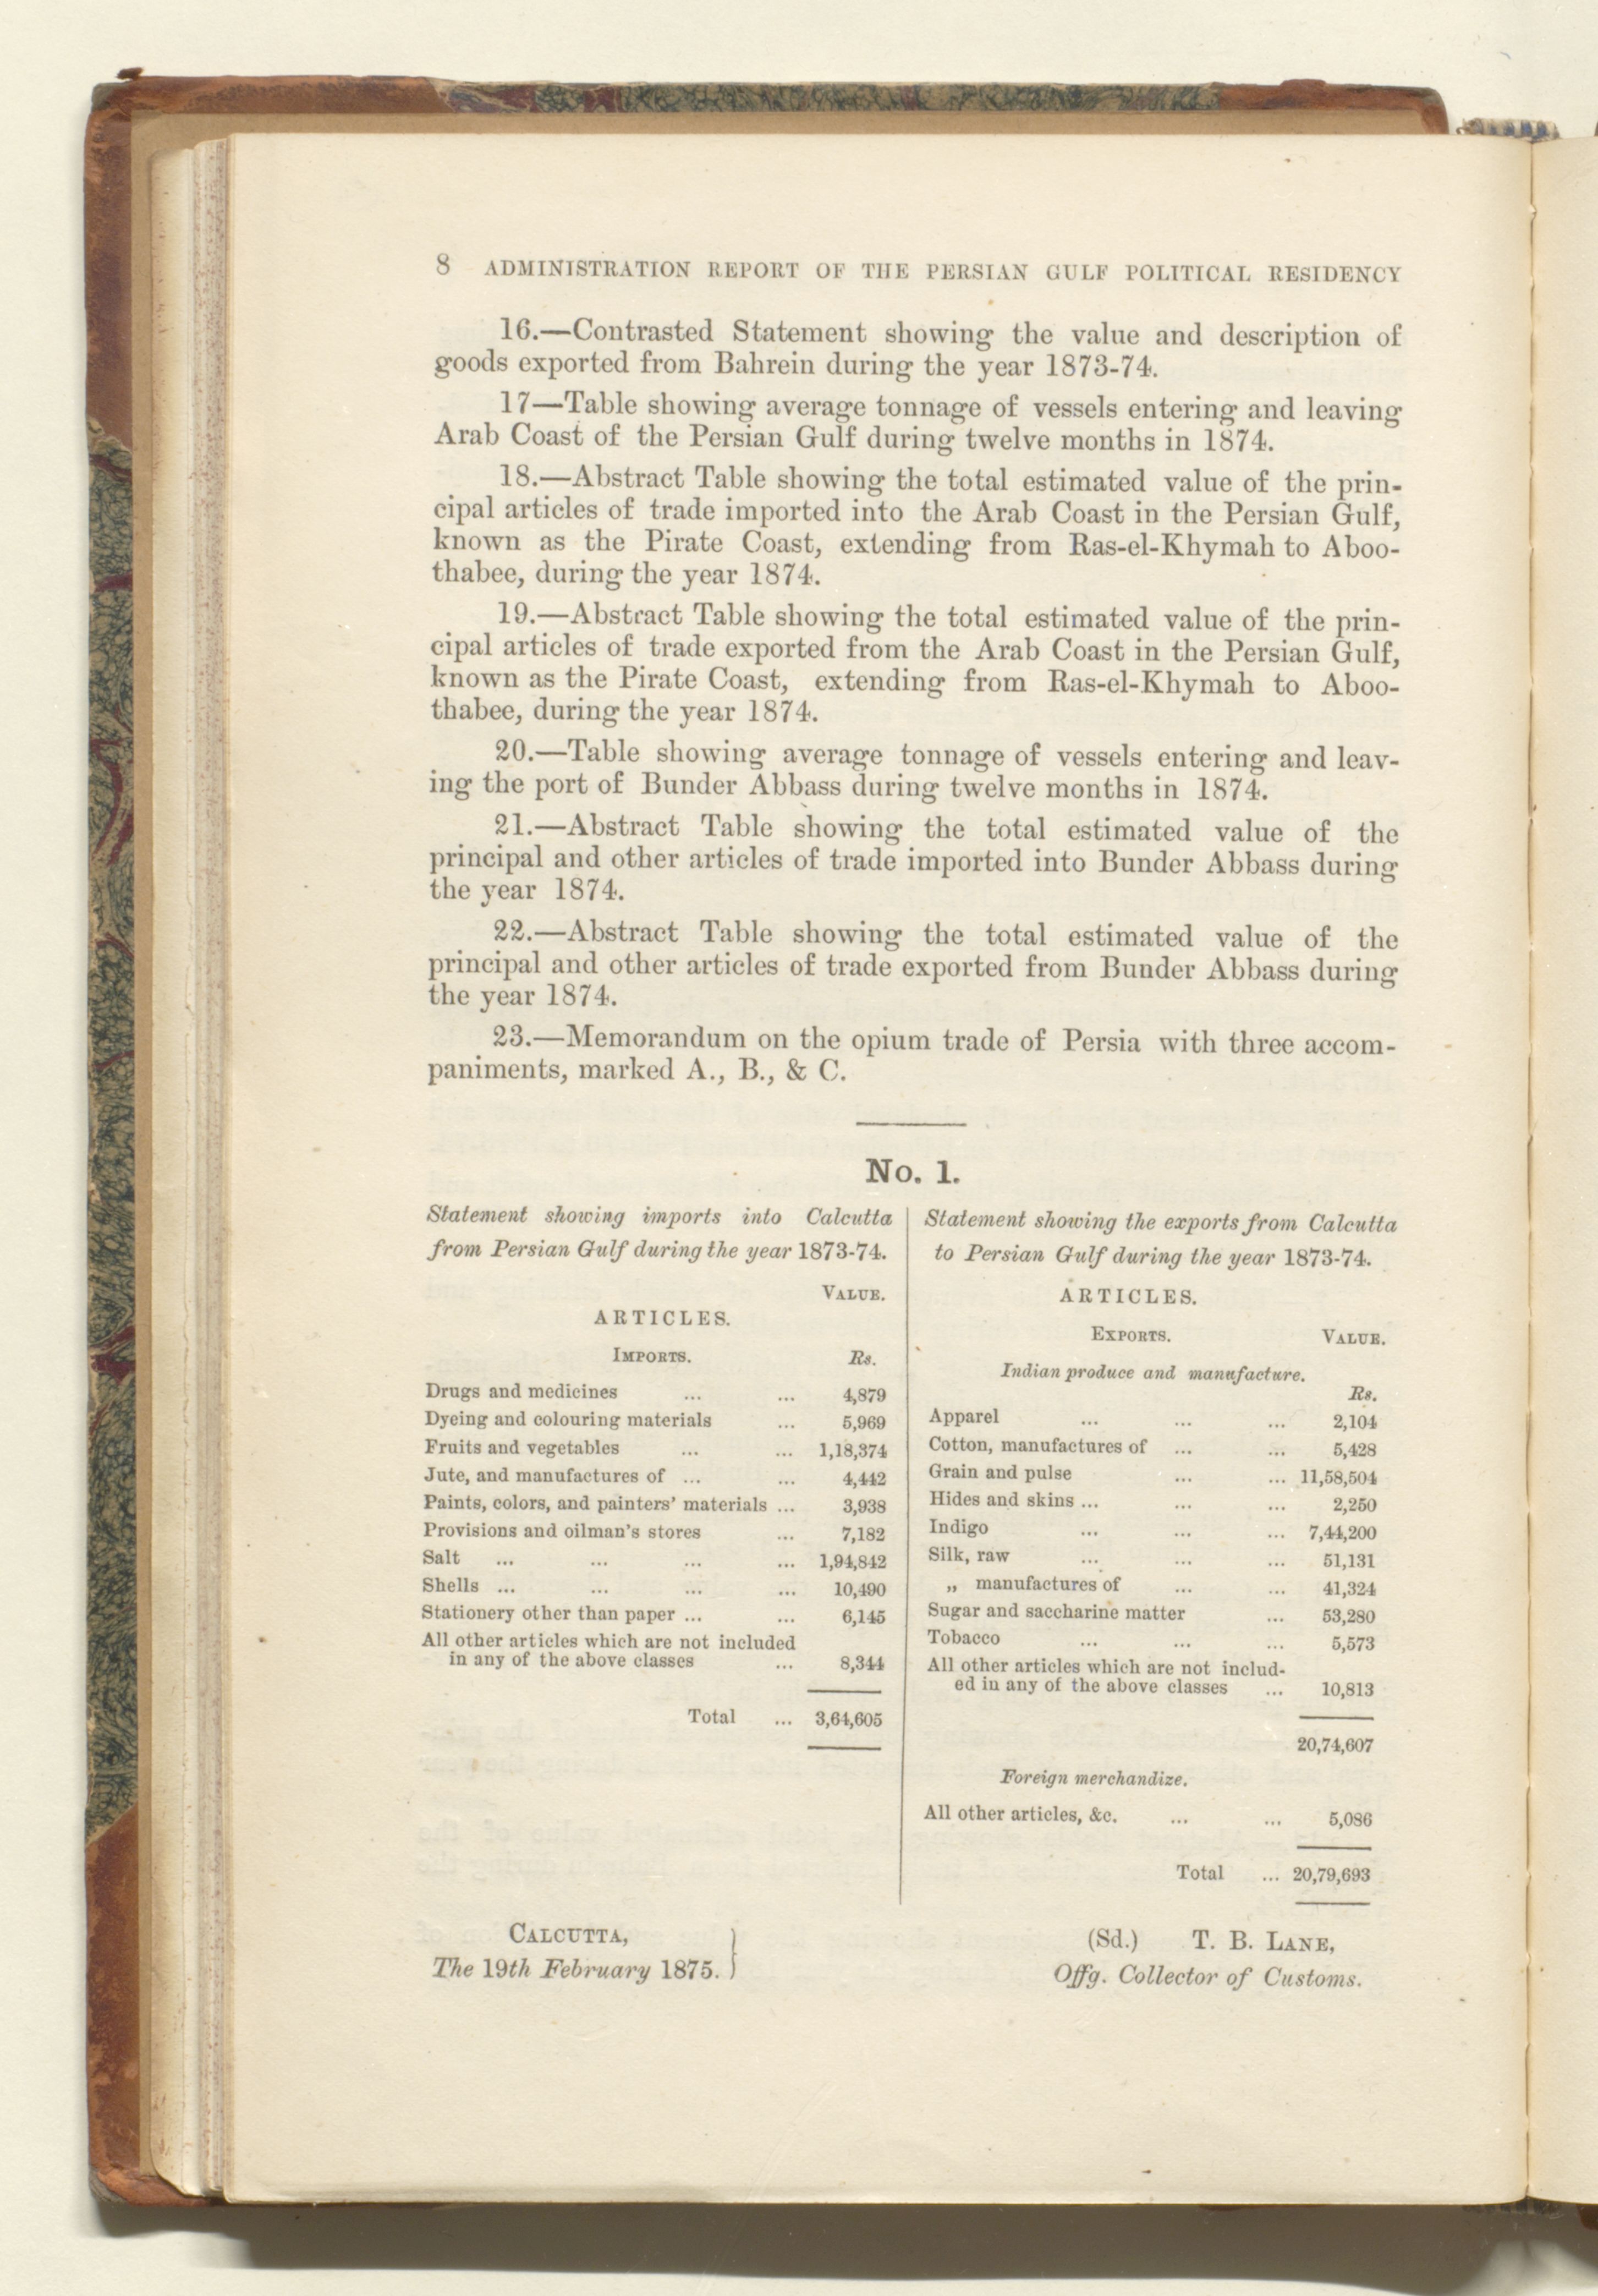 8 ADMINISTRATION REPORT OF THE PERSIAN GULF POLITICAL RESIDENCY
16.—Contrasted Statement showing the value and description of
goods exported from Bahrein during the year 1873-74.
17—Table showing average tonnage of vessels entering and leaving
Arab Coast of the Persian Gulf during twelve months in 1874.
18.—Abstract Table showing the total estimated value of the prin-
cipal articles of trade imported into the Arab Coast in the Persian Gulf,
known as the Pirate Coast, extending from Ras-el-Khymah to Aboo-
thabee, during the year 1874.
19.—Abstract Table showing the total estimated value of the prin-
cipal articles of trade exported from the Arab Coast in the Persian Gulf,
known as the Pirate Coast, extending from Ras-el-Khymah to Aboo-
thabee, during the year 1874.
20.—Table showing average tonnage of vessels entering and leav-
ing the port of Bunder Abbass during twelve months in 1874.
21.—Abstract Table showing the total estimated value of the
principal and other articles of trade imported into Bunder Abbass during
the year 1874.
22.—Abstract Table showing the total estimated value of the
principal and other articles of trade exported from Bunder Abbass during
the year 1874.
23.—Memorandum on the opium trade of Persia with three accom-
paniments, marked A., B., & C.
No. 1.
Statement showing imports into Calcutta
from Persian Gulf during the year 1873-74.
VALUE.
ARTICLES.
IMPORTS. Rs.
Drugs and medicines ... ... 4,879
Dyeing and colouring materials ... 5,969
Fruits and vegetables ... ... 1,18,374
Jute, and manufactures of ... ... 4,442
Paints, colors, and painters' materials ... 3,938
Provisions and oilman's stores ... 7,182
Salt ... ... ... ... 1,94,842
Shells ... ... ... ... 10,490
Stationery other than paper ... ... 6,145
All other articles which are not included
in any of the above classes ... 8,344
Total ... 3,64,605
Statement showing the exports from Calcutta
to Persian Gulf during the year 1873-74.
ARTICLES.
EXPORTS. VALUE.
Indian produce and manufacture.
Rs.
Apparel ... ... ... 2,104
Cotton, manufactures of ... ... 5,428
Grain and pulse ... ... 11,58,504
Hides and skins ... ... ... 2,250
Indigo ... ... ... 7,44,200
Silk, raw ... ... ... 51,131
„ manufactures of ... ... 41,324
Sugar and saccharine matter ... 53,280
Tobacco ... ... ... 5,573
All other articles which are not includ-
ed in any of the above classes ... 10,813
20,74,607
Foreign merchandize.
All other articles, &c. ... ... 5,086
Total ... 20,79,693
CALCUTTA,
The 19th February 1875. }
(Sd.) T. B. LANE,
Offg. Collector of Customs.